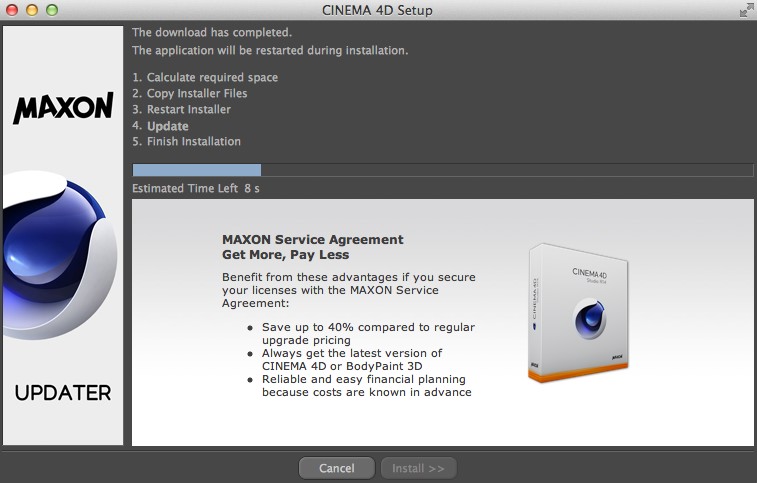 CINEMA 4D Setup
The download has completed.
The application will be restarted during installation.
1. Calculate required space
2. Copy Installer Files
3. Restart Installer
4. Update
5. Finish Installation
Estimated Time Left 8 s
MAXON
UPDATER
MAXON Service Agreement
Get More, Pay Less
Benefit from these advantages if you secure
your licenses with the MAXON Service
Agreement:
• Save up to 40% compared to regular
upgrade pricing
• Always get the latest version of
CINEMA 4D or BodyPaint 3D
• Reliable and easy financial planning
because costs are known in advance
CINEMA 4D
Studio R14
CINEMA 4D
MAXON
Cancel
Install >>